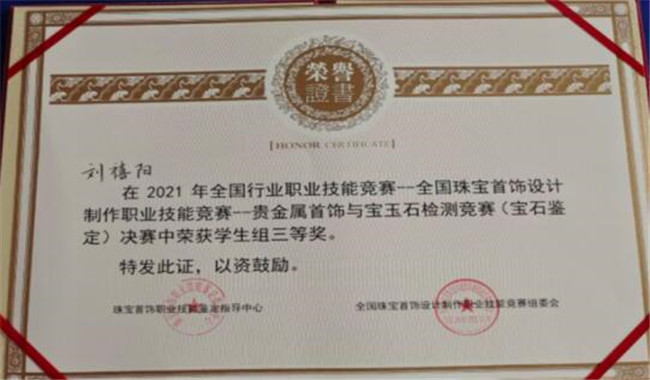 榮譽
證書
HONOR CERTIFICATE
刘禧阳
在 2021 年全国行业职业技能竞赛--全国珠宝首饰设计
制作职业技能竞赛--贵金属首饰与宝玉石检测竞赛（宝石鉴
定）决赛中荣获学生组三等奖。
特发此证，以资鼓励。
珠宝首饰职业技能鉴定指导中心
全国珠宝首饰设计制作职业技能竞赛组委会